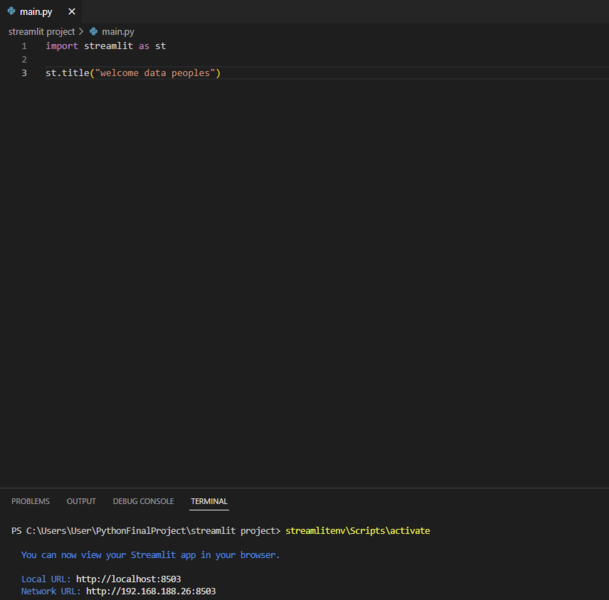 main.py ×
streamlit project > main.py
1 import streamlit as st
2
3 st.title("welcome data peoples")
PROBLEMS OUTPUT DEBUG CONSOLE TERMINAL
PS C:\Users\User\PythonFinalProject\streamlit project> streamlitenv\Scripts\activate
You can now view your Streamlit app in your browser.
Local URL: http://localhost:8503
Network URL: http://192.168.188.26:8503